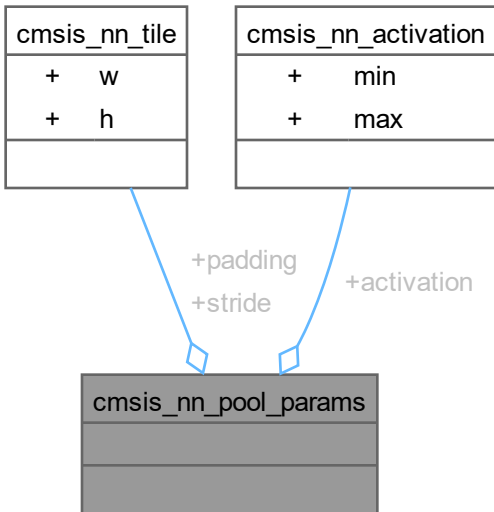 cmsis_nn_tile
+ w
+ h
cmsis_nn_activation
+ min
+ max
+padding
+stride
+activation
cmsis_nn_pool_params